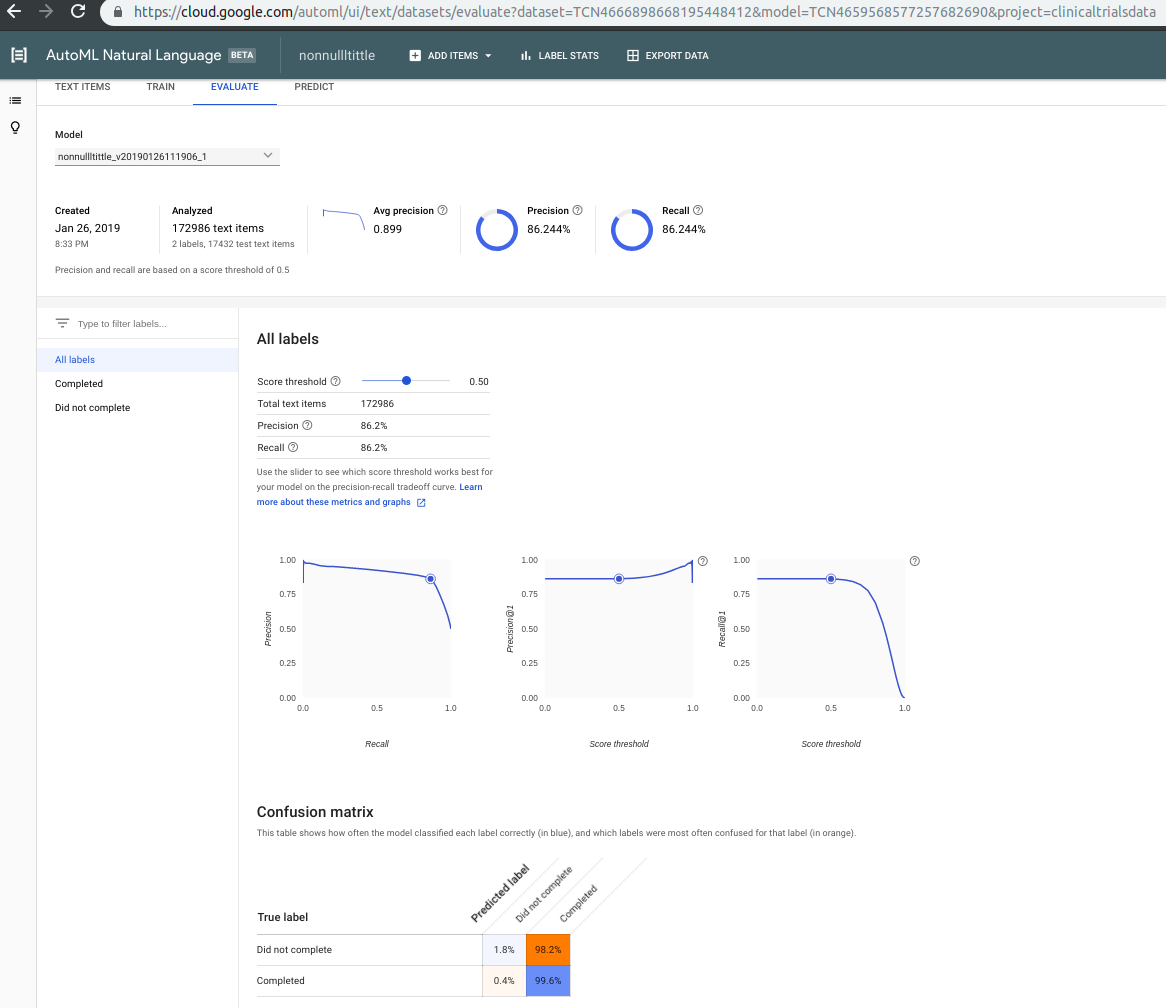 https://cloud.google.com/automl/ui/text/datasets/evaluate?dataset=TCN4666898668195448412&model=TCN4659568577257682690&project=clinicaltrialsdata
AutoML Natural Language BETA nonnullltittle ADD ITEMS LABEL STATS EXPORT DATA
TEXT ITEMS TRAIN EVALUATE PREDICT
Model
nonnullltittle_v20190126111906_1
Created Analyzed Avg precision Precision Recall
Jan 26, 2019 172986 text items 0.899 86.244% 86.244%
8:33 PM 2 labels, 17432 test text items
Precision and recall are based on a score threshold of 0.5
Type to filter labels...
All labels
Completed
Did not complete
All labels
Score threshold 0.50
Total text items 172986
Precision 86.2%
Recall 86.2%
Use the slider to see which score threshold works best for
your model on the precision-recall tradeoff curve. Learn
more about these metrics and graphs
Precision
1.00
0.75
0.50
0.25
0.00
0.0 0.5 1.0
Recall
Precision@1
1.00
0.75
0.50
0.25
0.00
0.0 0.5 1.0
Score threshold
Recall@1
1.00
0.75
0.50
0.25
0.00
0.0 0.5 1.0
Score threshold
Confusion matrix
This table shows how often the model classified each label correctly (in blue), and which labels were most often confused for that label (in orange).
True label Predicted label Did not complete Completed
Did not complete 1.8% 98.2%
Completed 0.4% 99.6%